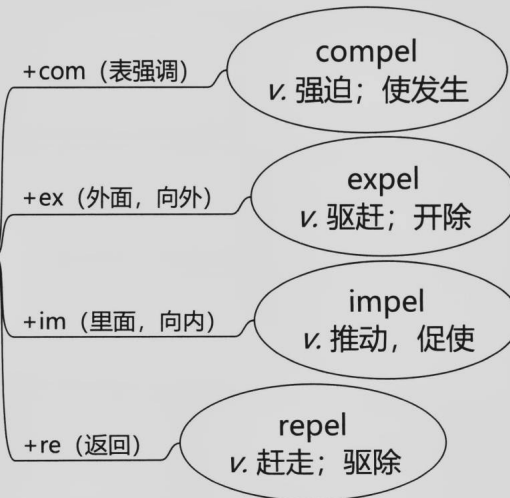 +com（表强调）
compel
v. 强迫；使发生
+ex（外面，向外）
expel
v. 驱赶；开除
+im（里面，向内）
impel
v. 推动，促使
+re（返回）
repel
v. 赶走；驱除